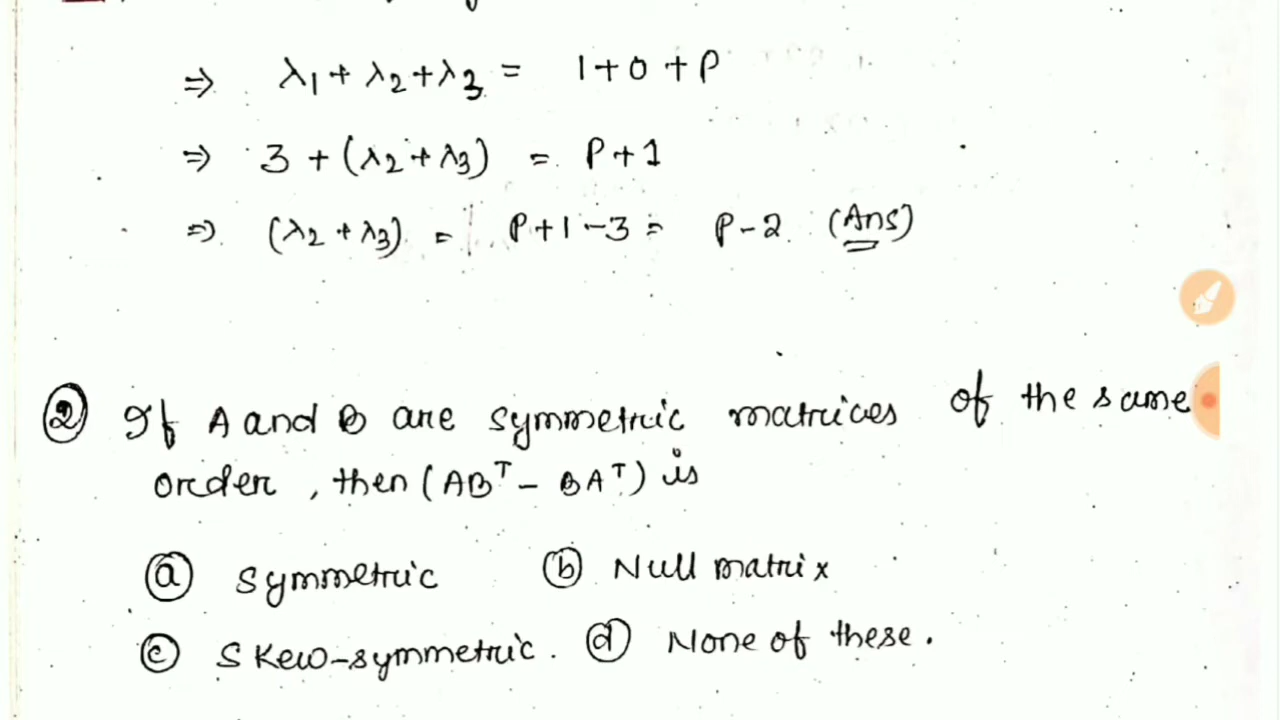 ⇒ λ₁ + λ₂ + λ₃ = 1 + 0 + P
⇒ 3 + (λ₂ + λ₃) = P + 1
⇒ (λ₂ + λ₃) = P + 1 - 3 = P - 2 (Ans)
② If A and B are symmetric matrices of the same
order, then (ABᵀ - BAᵀ) is
ⓐ Symmetric ⓑ Null matrix
ⓒ Skew-symmetric. ⓓ None of these.